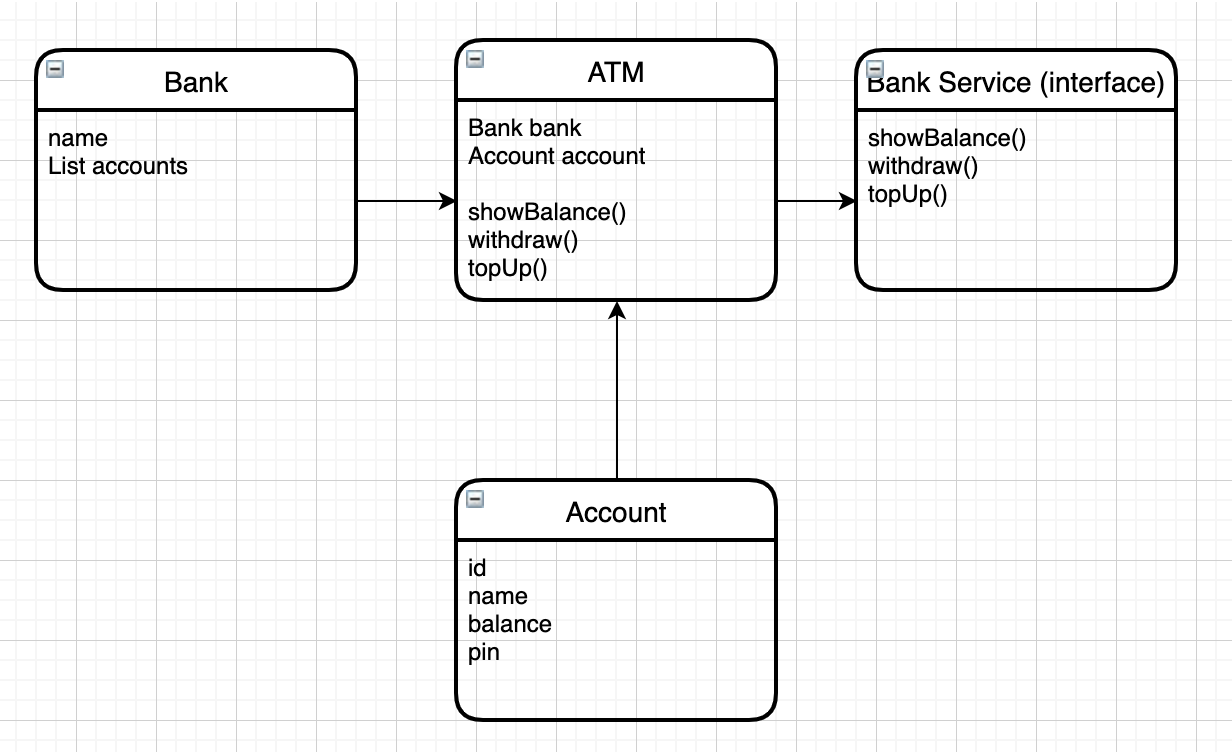 Bank
name
List accounts
ATM
Bank bank
Account account
showBalance()
withdraw()
topUp()
Bank Service (interface)
showBalance()
withdraw()
topUp()
Account
id
name
balance
pin